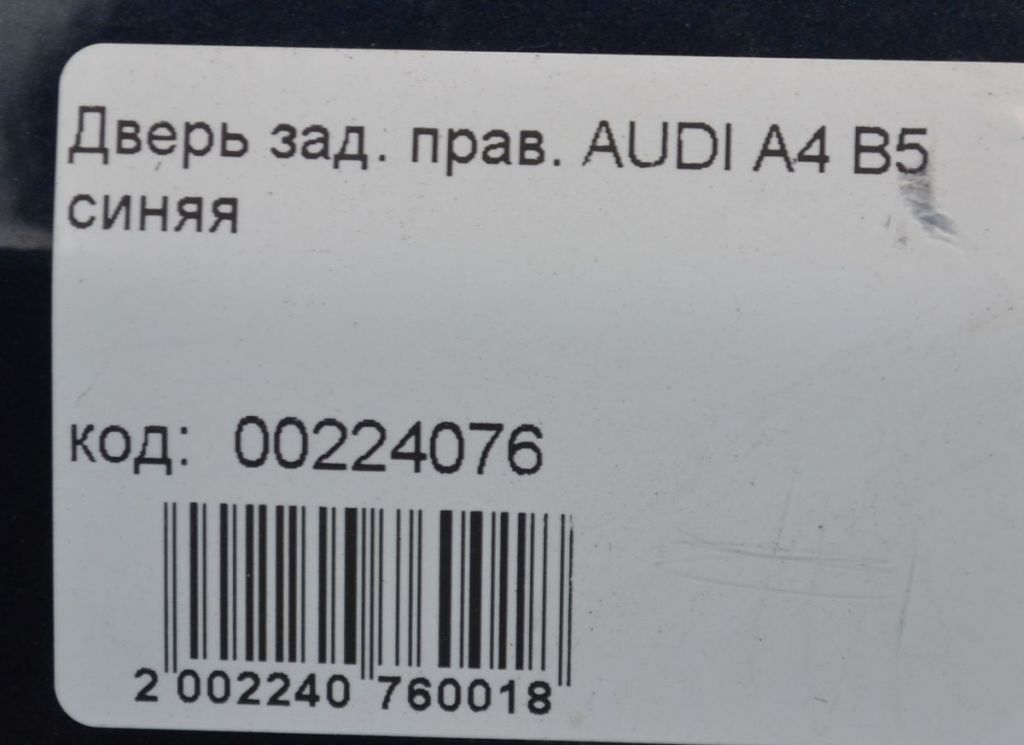 Дверь зад. прав. AUDI A4 B5
синяя
код: 00224076
2 002240 760018